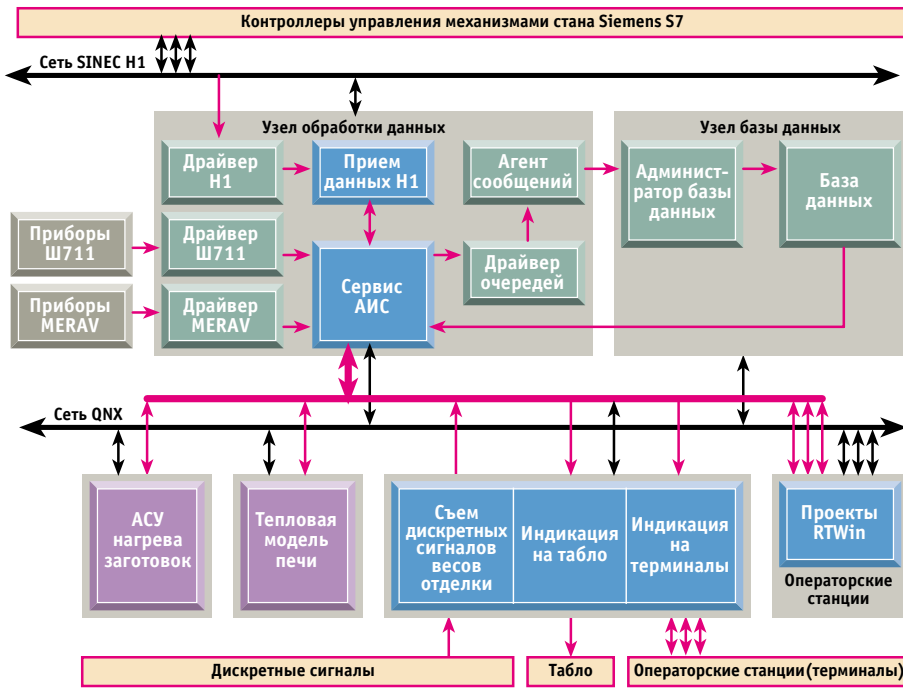 Контроллеры управления механизмами стана Siemens S7
Сеть SINEC H1
Узел обработки данных
Узел базы данных
Драйвер
H1
Прием
данных H1
Агент
сообщений
Админист-
ратор базы
данных
База
данных
Приборы
Ш711
Драйвер
Ш711
Сервис
АИС
Драйвер
очередей
Приборы
MERAV
Драйвер
MERAV
Сеть QNX
АСУ
нагрева
заготовок
Тепловая
модель
печи
Съем
дискретных
сигналов
весов
отделки
Индикация
на табло
Индикация
на
терминалы
Проекты
RTWin
Операторские
станции
Дискретные сигналы
Табло
Операторские станции(терминалы)